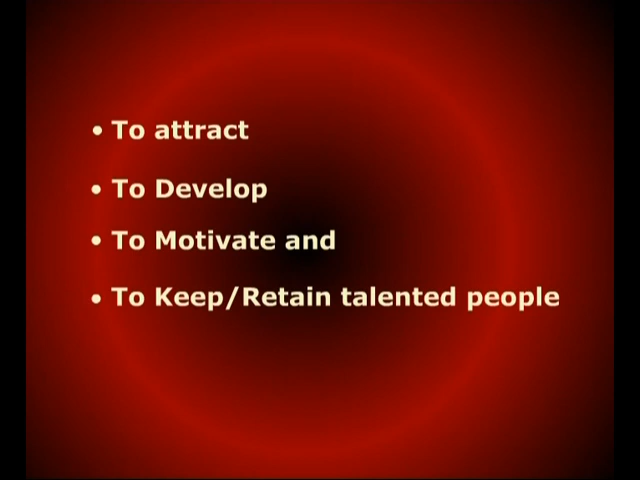 • To attract
• To Develop
• To Motivate and
• To Keep/Retain talented people